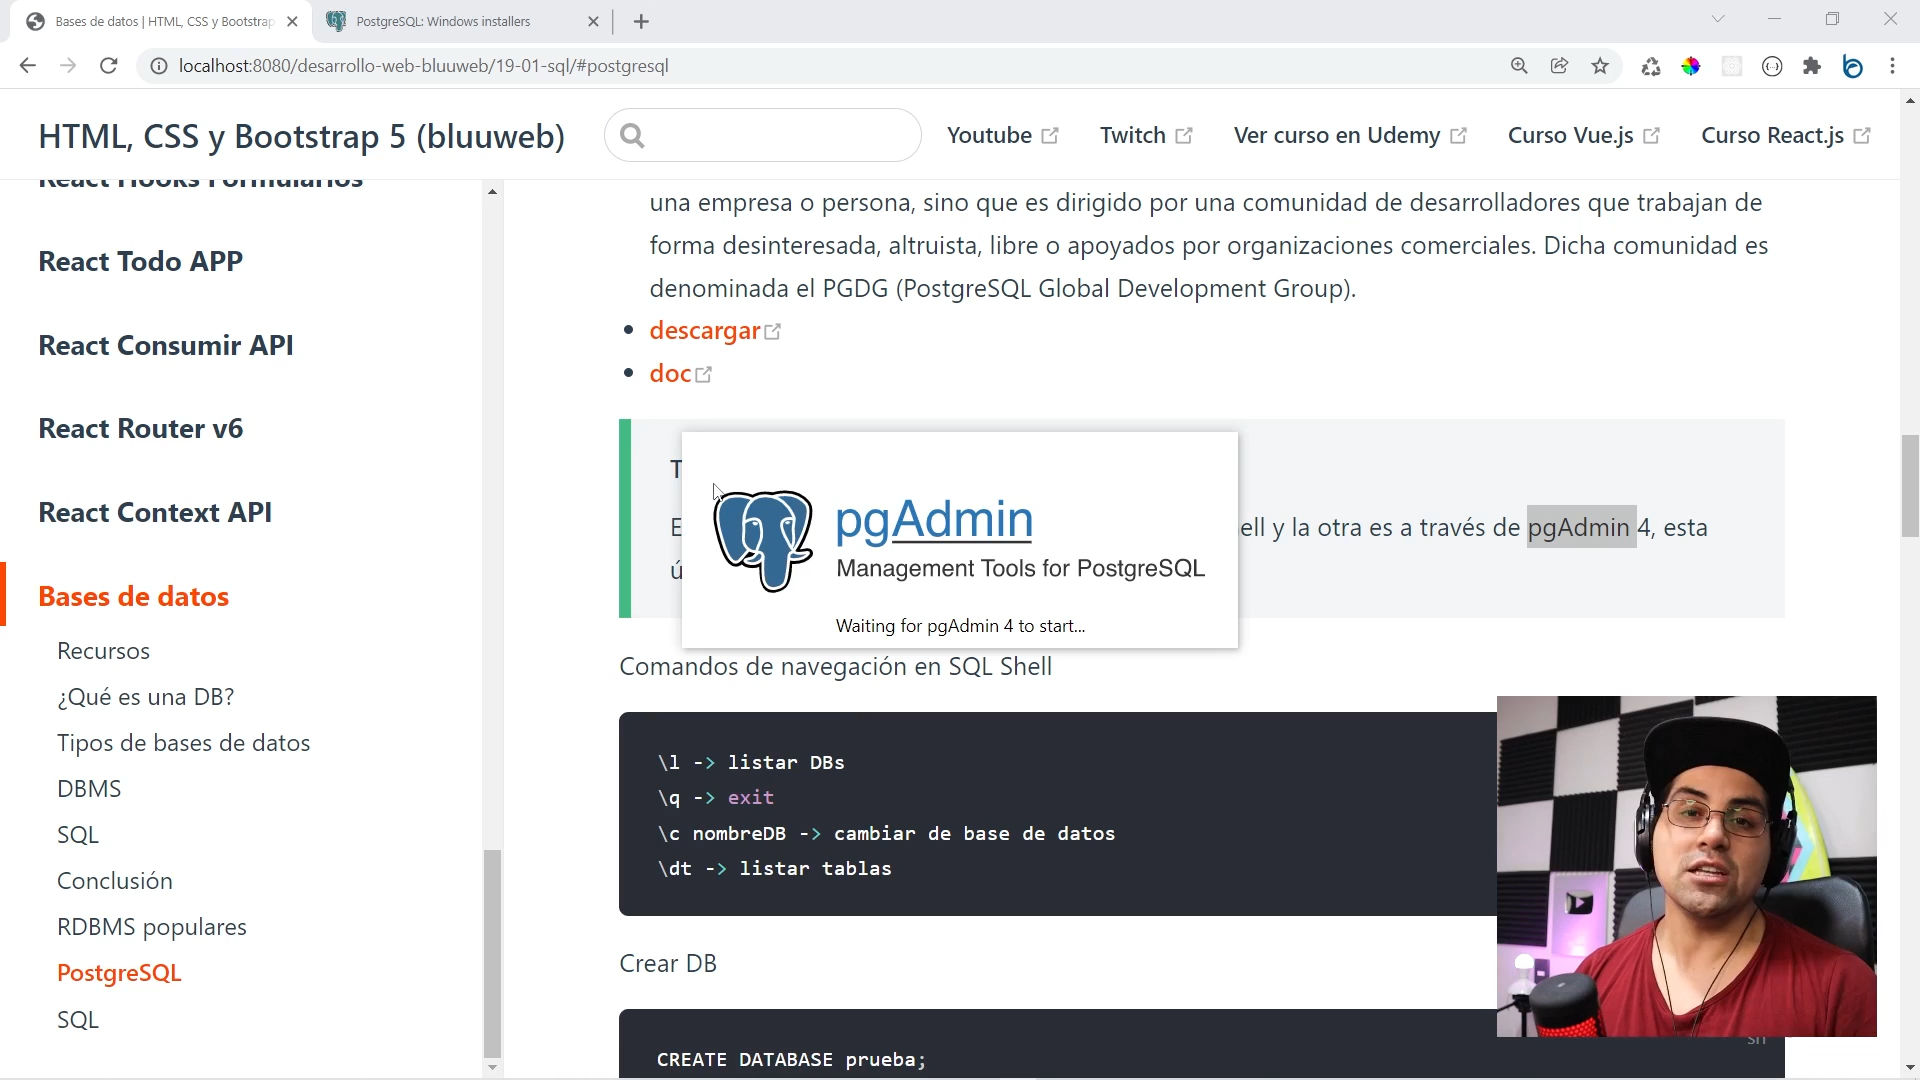 Bases de datos | HTML, CSS y Bootstrap
PostgreSQL: Windows installers
localhost:8080/desarrollo-web-bluuweb/19-01-sql/#postgresql
HTML, CSS y Bootstrap 5 (bluuweb)
Youtube
Twitch
Ver curso en Udemy
Curso Vue.js
Curso React.js
React Hooks Formularios
React Todo APP
React Consumir API
React Router v6
React Context API
Bases de datos
Recursos
¿Qué es una DB?
Tipos de bases de datos
DBMS
SQL
Conclusión
RDBMS populares
PostgreSQL
SQL
una empresa o persona, sino que es dirigido por una comunidad de desarrolladores que trabajan de
forma desinteresada, altruista, libre o apoyados por organizaciones comerciales. Dicha comunidad es
denominada el PGDG (PostgreSQL Global Development Group).
descargar
doc
T
E
ell y la otra es a través de pgAdmin 4, esta
ú
pgAdmin
Management Tools for PostgreSQL
Waiting for pgAdmin 4 to start...
Comandos de navegación en SQL Shell
\l -> listar DBs
\q -> exit
\c nombreDB -> cambiar de base de datos
\dt -> listar tablas
Crear DB
sh
CREATE DATABASE prueba;